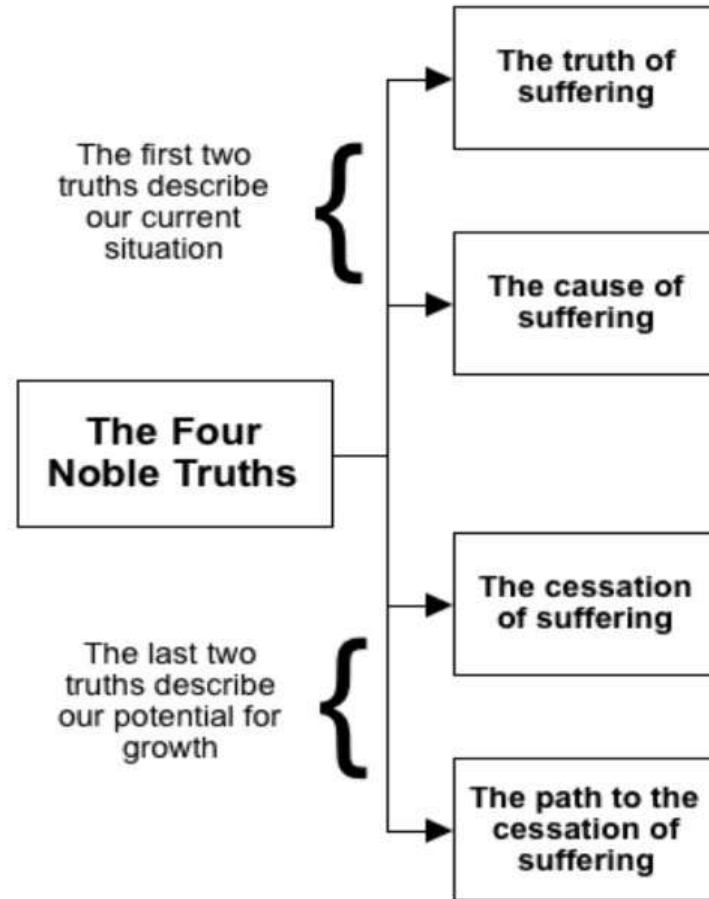 The truth of
suffering
The first two
truths describe
our current
situation
The cause of
suffering
The Four
Noble Truths
The cessation
of suffering
The last two
truths describe
our potential for
growth
The path to the
cessation of
suffering